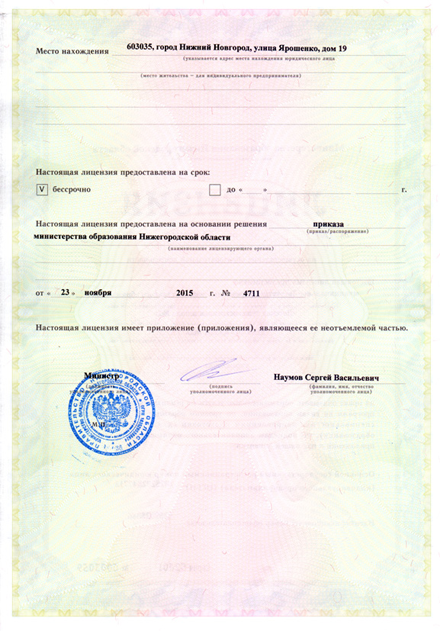 Место нахождения 603035, город Нижний Новгород, улица Ярошенко, дом 19
(указывается адрес места нахождения юридического лица
(место жительства – для индивидуального предпринимателя)
Настоящая лицензия предоставлена на срок:
V бессрочно до « » г.
Настоящая лицензия предоставлена на основании решения приказа
(приказ/распоряжение)
министерства образования Нижегородской области
(наименование лицензирующего органа)
от « 23 » ноября 2015 г. № 4711
Настоящая лицензия имеет приложение (приложения), являющееся ее неотъемлемой частью.
Министр Наумов Сергей Васильевич
(подпись (фамилия, имя, отчество
уполномоченного лица) уполномоченного лица)